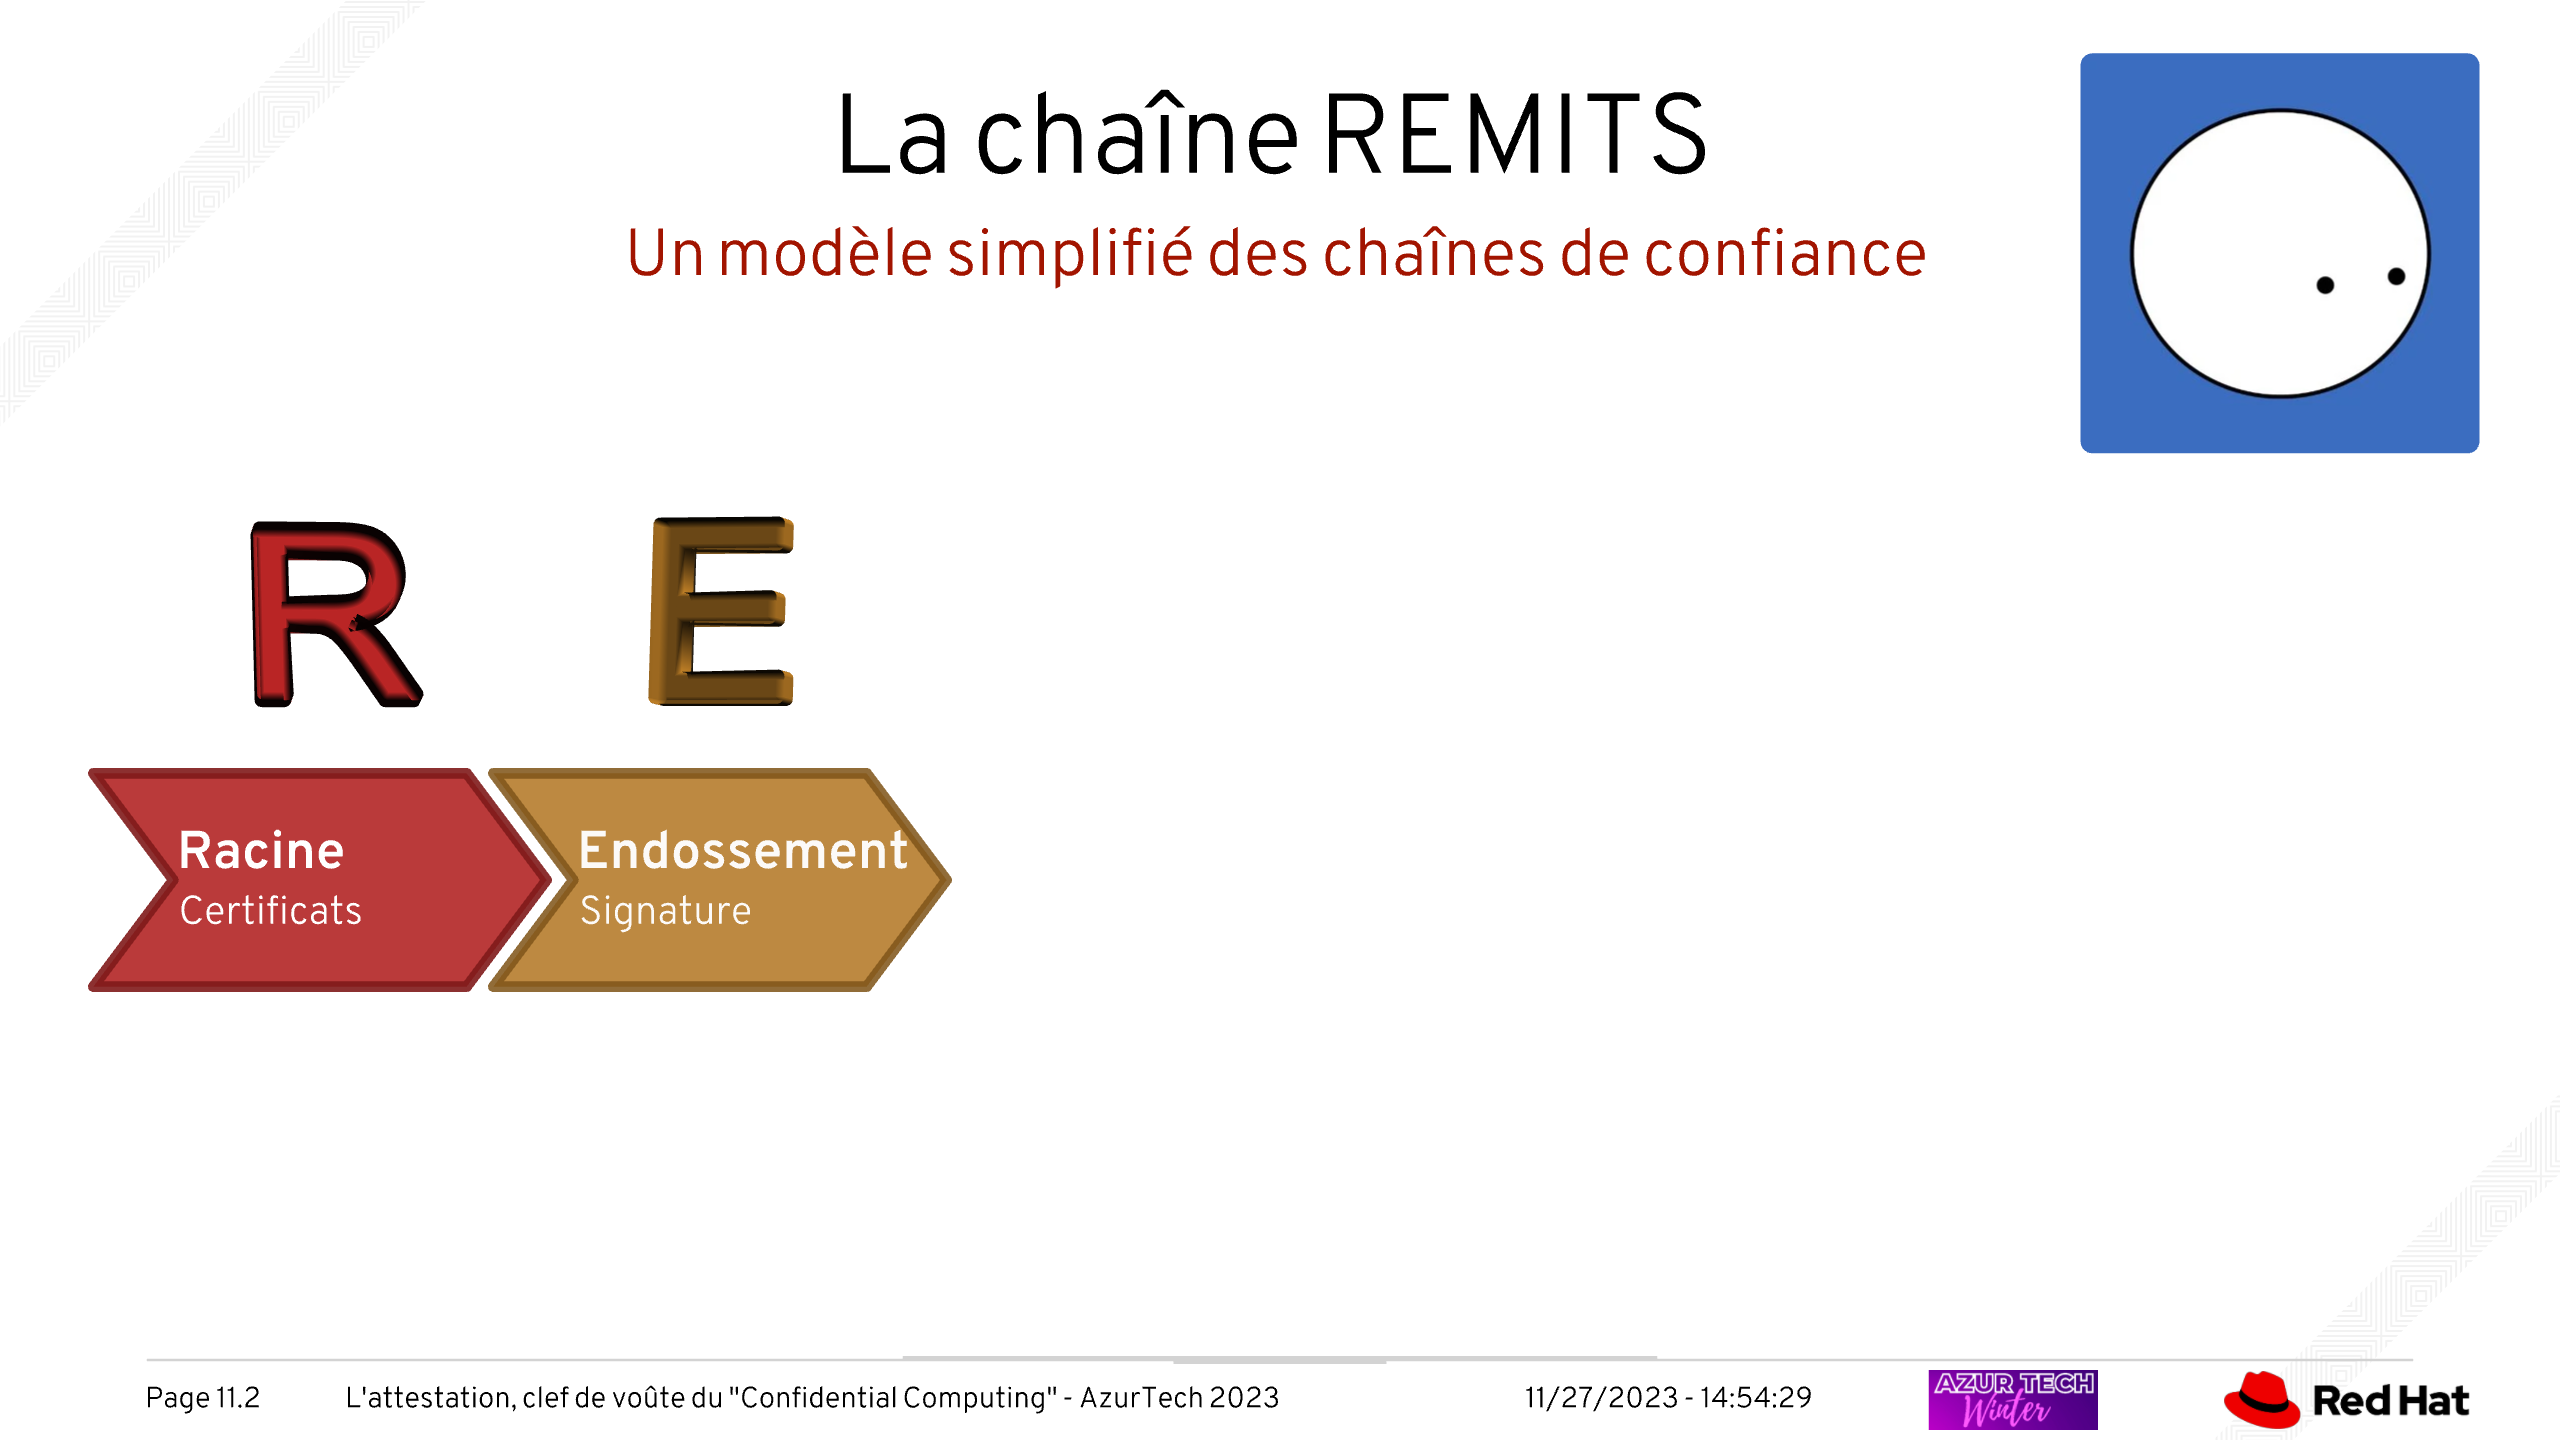 La chaîne REMITS
Un modèle simplifié des chaînes de confiance
R E
Racine
Certificats
Endossement
Signature
Page 11.2
L'attestation, clef de voûte du "Confidential Computing" - AzurTech 2023
11/27/2023 - 14:54:29
AZUR TECH
Winter
Red Hat